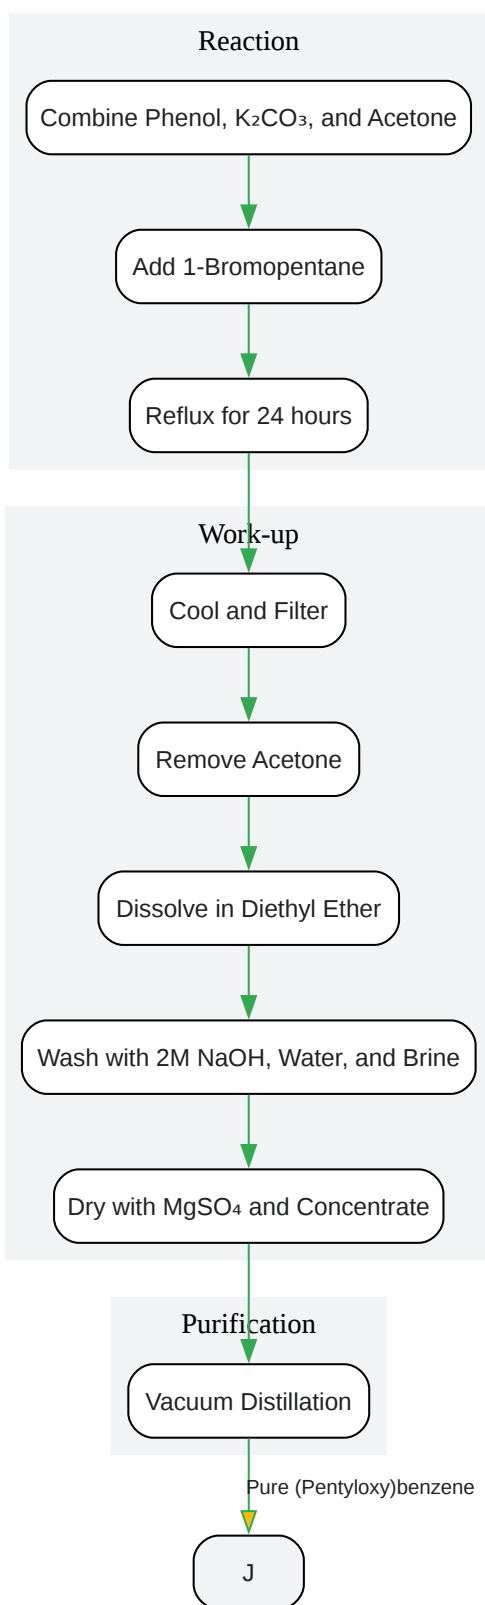 Reaction
Combine Phenol, K₂CO₃, and Acetone
Add 1-Bromopentane
Reflux for 24 hours
Work-up
Cool and Filter
Remove Acetone
Dissolve in Diethyl Ether
Wash with 2M NaOH, Water, and Brine
Dry with MgSO₄ and Concentrate
Purification
Vacuum Distillation
Pure (Pentyloxy)benzene
J